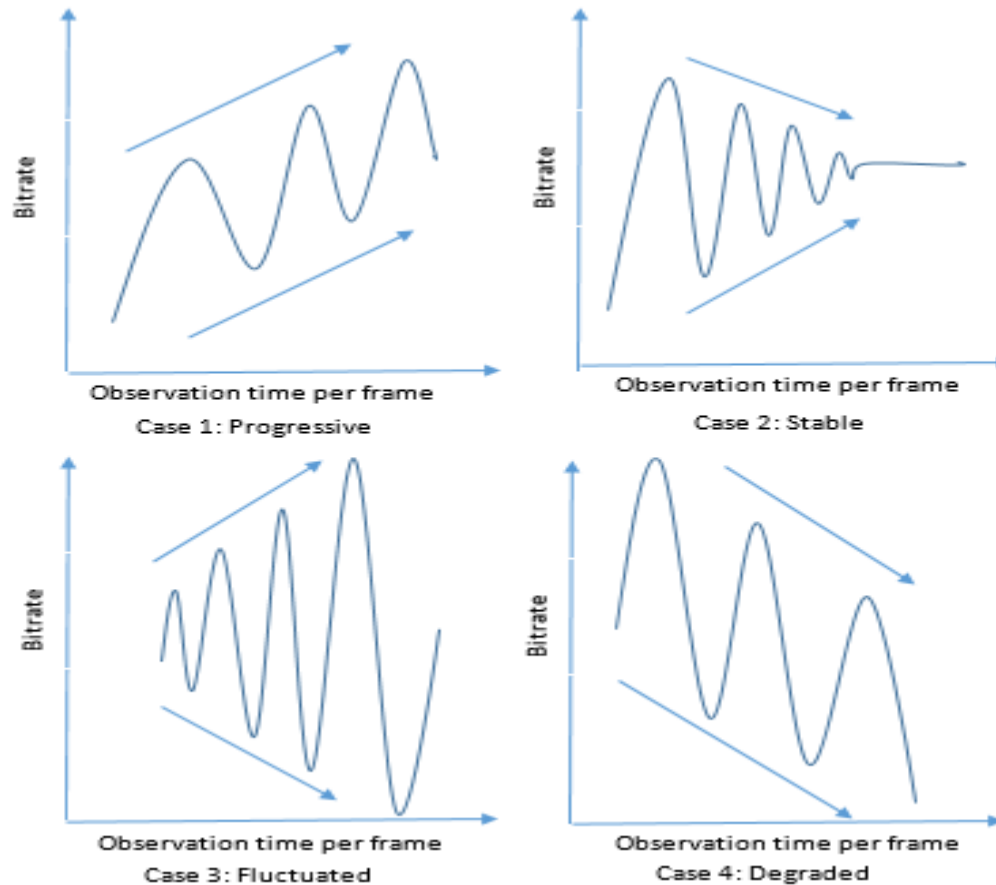 Bitrate
Observation time per frame
Case 1: Progressive
Bitrate
Observation time per frame
Case 2: Stable
Bitrate
Observation time per frame
Case 3: Fluctuated
Bitrate
Observation time per frame
Case 4: Degraded